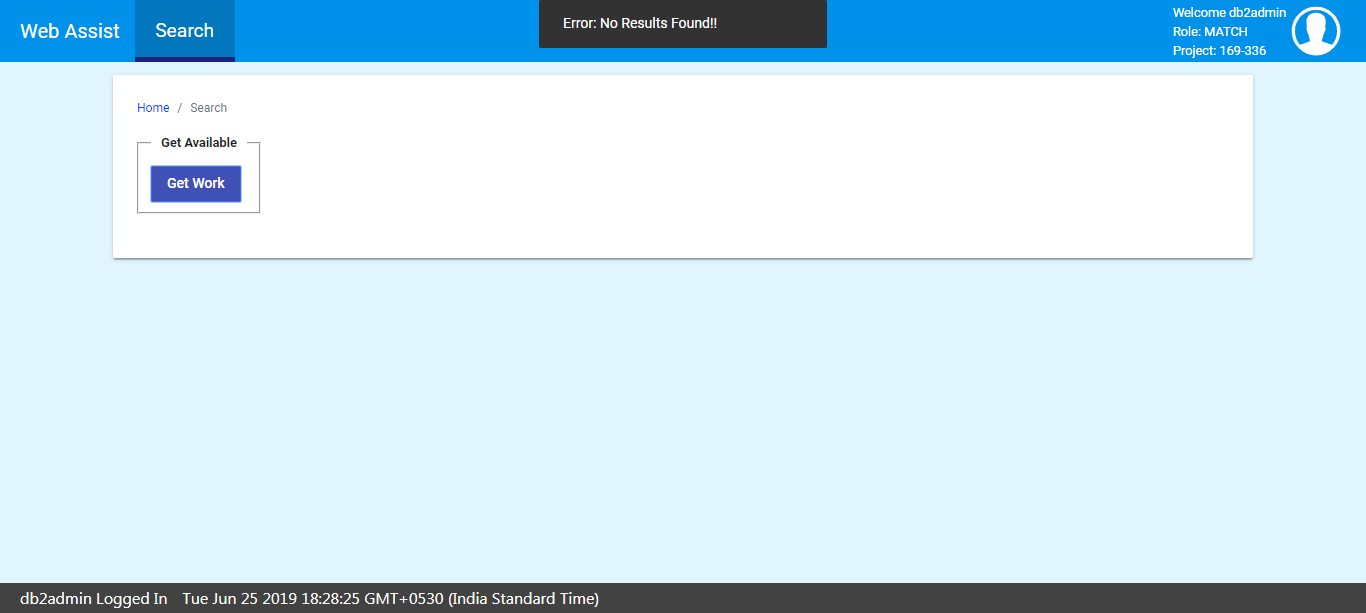 Web Assist
Search
Error: No Results Found!!
Welcome db2admin
Role: MATCH
Project: 169-336
Home / Search
Get Available
Get Work
db2admin Logged In Tue Jun 25 2019 18:28:25 GMT+0530 (India Standard Time)